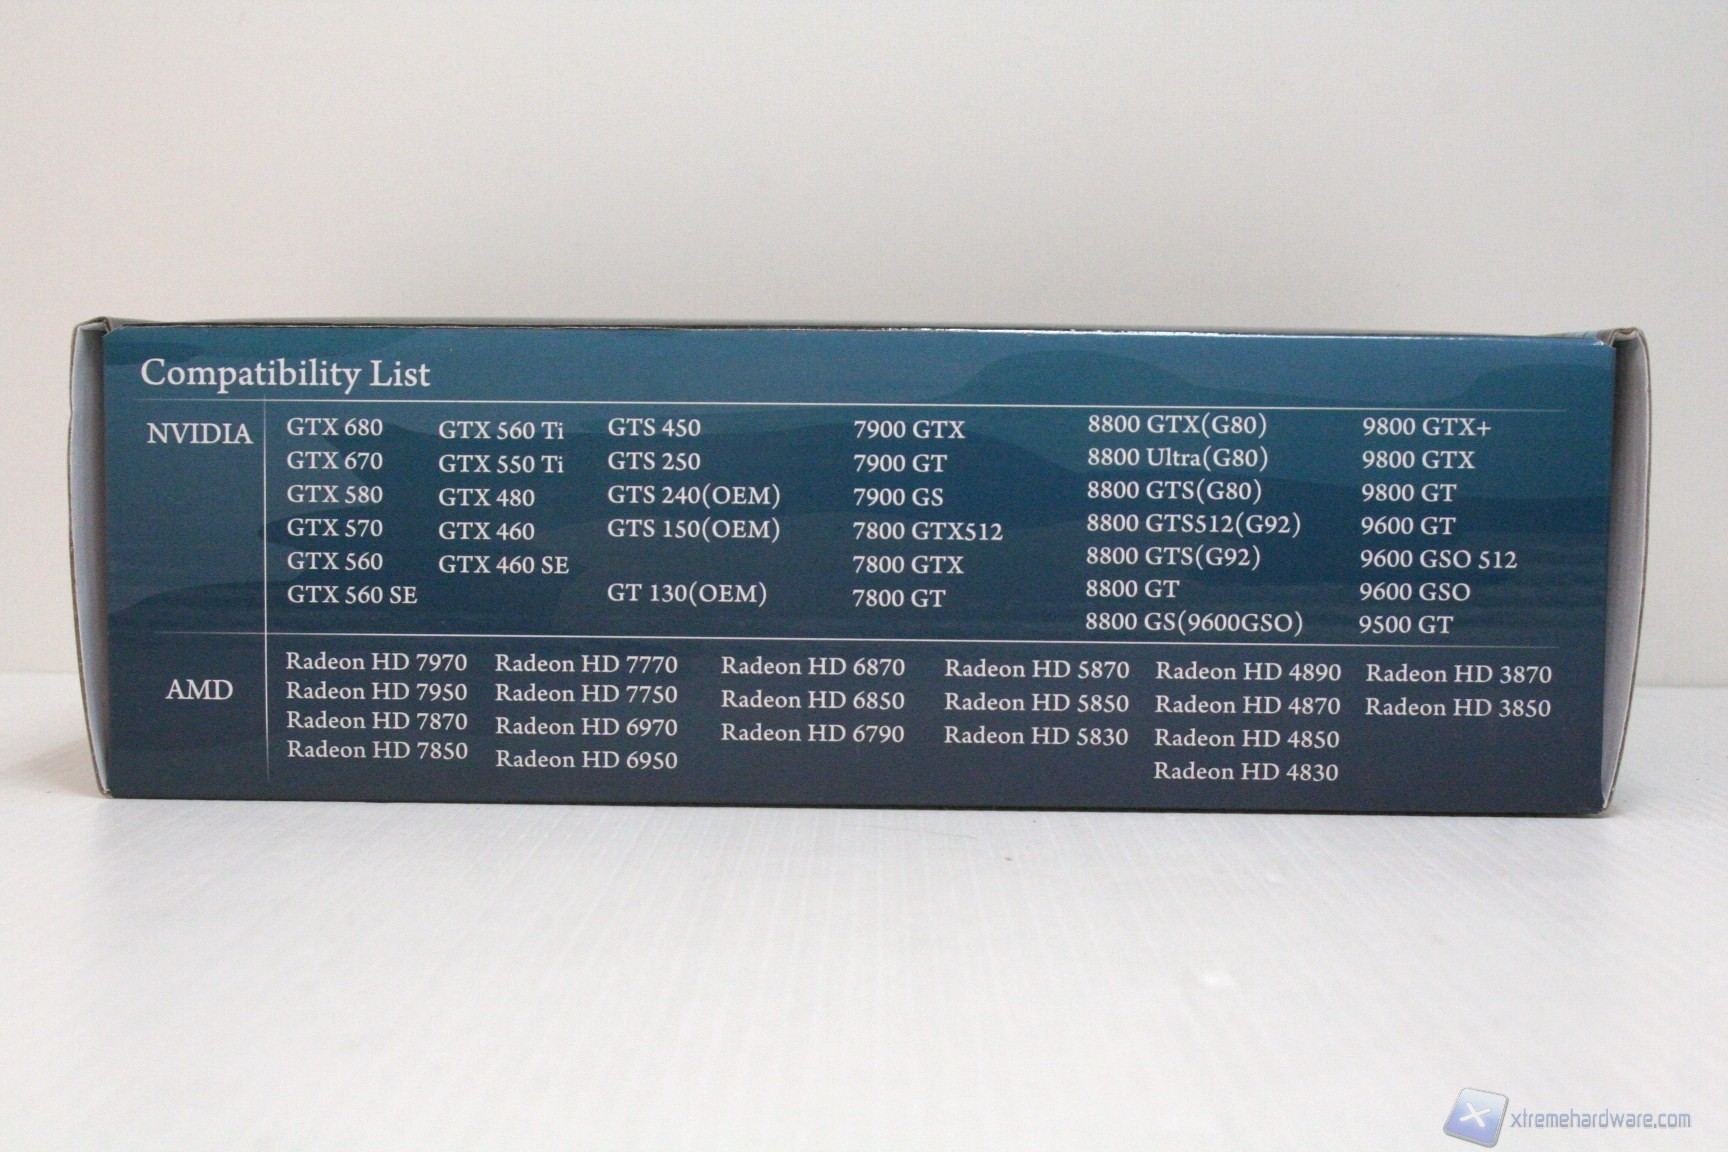 Compatibility List
NVIDIA
GTX 680
GTX 670
GTX 580
GTX 570
GTX 560
GTX 560 SE
GTX 560 Ti
GTX 550 Ti
GTX 480
GTX 460
GTX 460 SE
GTS 450
GTS 250
GTS 240(OEM)
GTS 150(OEM)
GT 130(OEM)
7900 GTX
7900 GT
7900 GS
7800 GTX512
7800 GTX
7800 GT
8800 GTX(G80)
8800 Ultra(G80)
8800 GTS(G80)
8800 GTS512(G92)
8800 GTS(G92)
8800 GT
8800 GS(9600GSO)
9800 GTX+
9800 GTX
9800 GT
9600 GT
9600 GSO 512
9600 GSO
9500 GT
AMD
Radeon HD 7970
Radeon HD 7950
Radeon HD 7870
Radeon HD 7850
Radeon HD 7770
Radeon HD 7750
Radeon HD 6970
Radeon HD 6950
Radeon HD 6870
Radeon HD 6850
Radeon HD 6790
Radeon HD 5870
Radeon HD 5850
Radeon HD 5830
Radeon HD 4890
Radeon HD 4870
Radeon HD 4850
Radeon HD 4830
Radeon HD 3870
Radeon HD 3850
xtremehardware.com